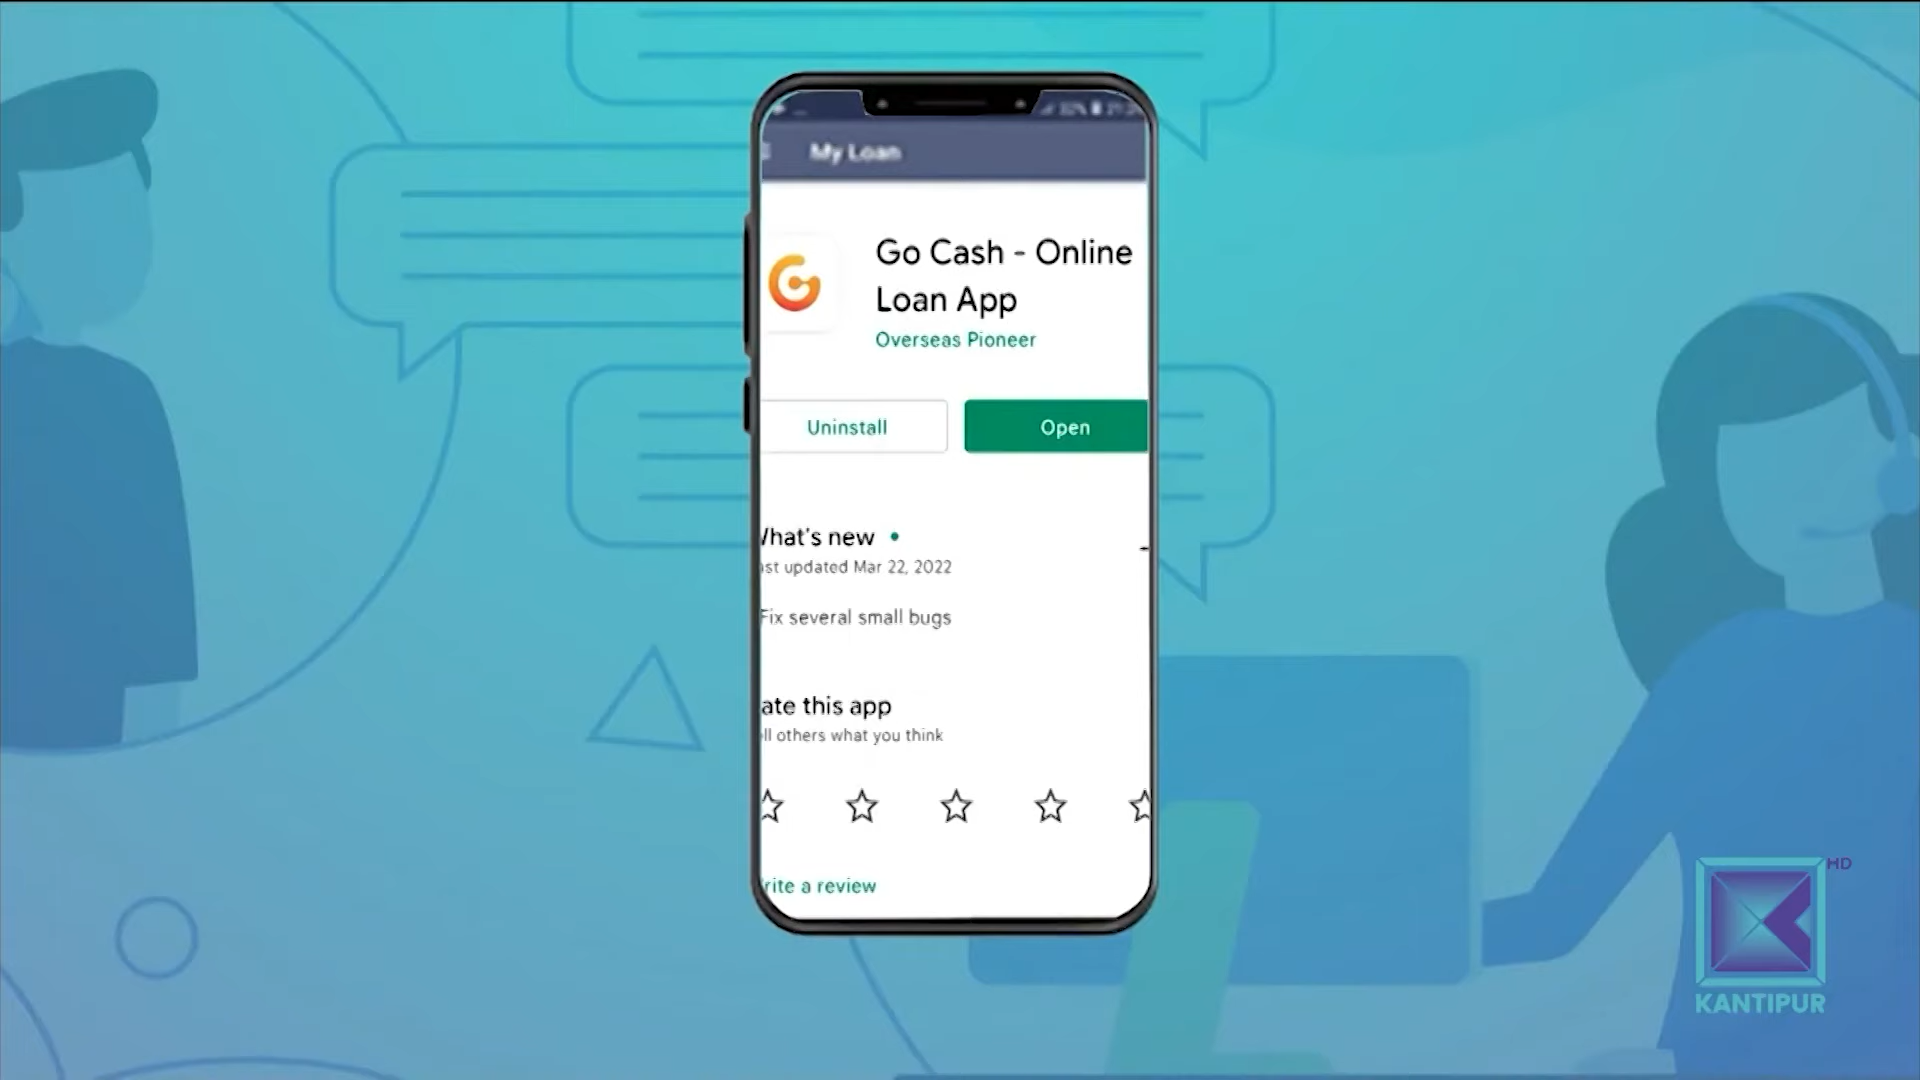 My Loan
Go Cash - Online
Loan App
Overseas Pioneer
Uninstall
Open
hat's new
st updated Mar 22, 2022
Fix several small bugs
ate this app
ll others what you think
rite a review
HD
KANTIPUR